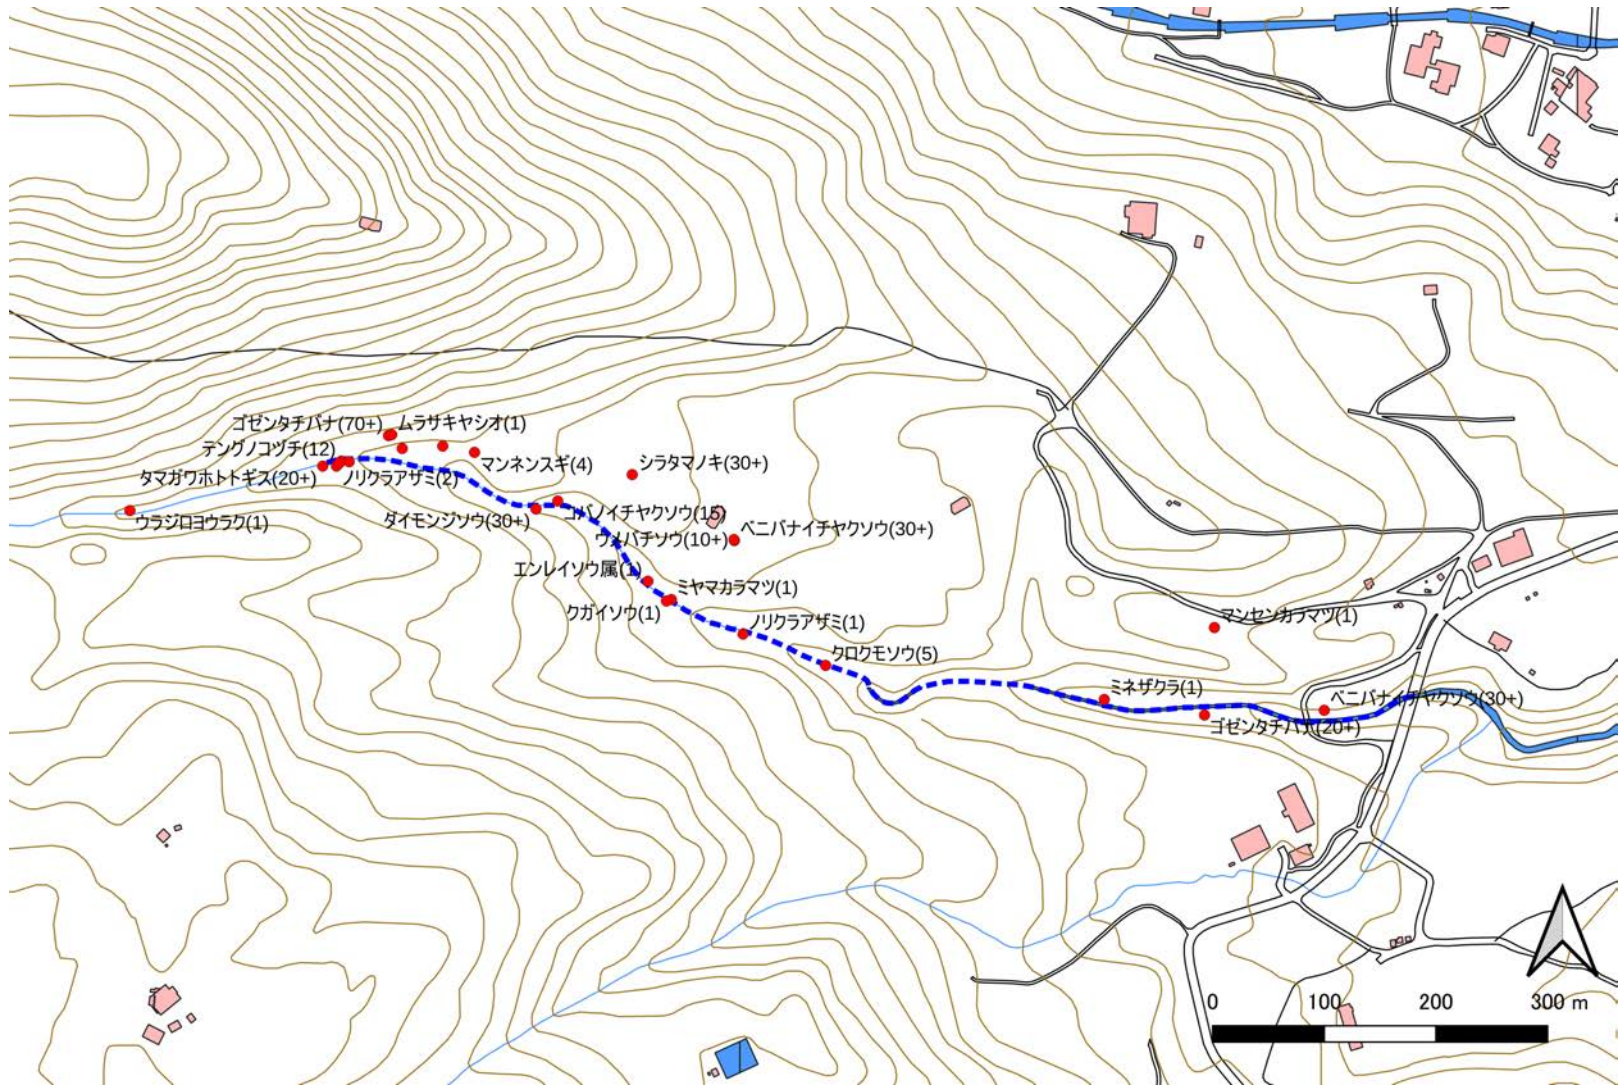 ゴゼンタチバナ(70+)
ムラサキヤシオ(1)
テングノコヅチ(12)
マンネンスギ(4)
シラタマノキ(30+)
タマガワホトトギス(20+)
ノリクラアザミ(2)
ウラジロヨウラク(1)
ダイモンジソウ(30+)
コバノイチヤクソウ(15)
ウメバチソウ(10+)
ベニバナイチヤクソウ(30+)
エンレイソウ属(1)
ミヤマカラマツ(1)
クガイソウ(1)
ノリクラアザミ(1)
マンセンカラマツ(1)
クロクモソウ(5)
ミネザクラ(1)
ベニバナイチヤクソウ(30+)
ゴゼンタチバナ(20+)
0 100 200 300 m